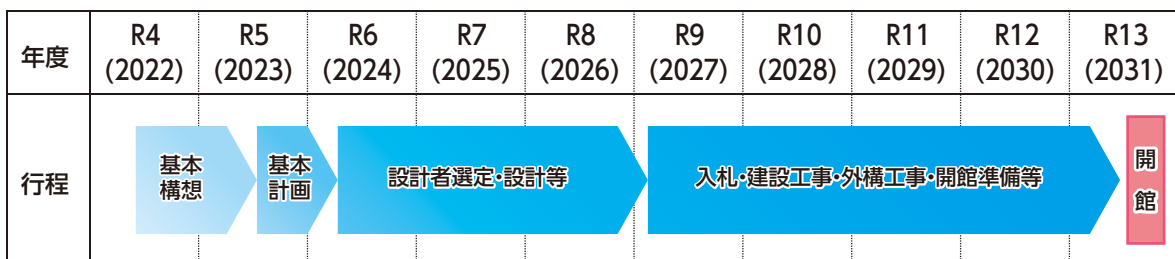 年度
R4
(2022)
R5
(2023)
R6
(2024)
R7
(2025)
R8
(2026)
R9
(2027)
R10
(2028)
R11
(2029)
R12
(2030)
R13
(2031)
行程
基本
構想
基本
計画
設計者選定・設計等
入札・建設工事・外構工事・開館準備等
開
館